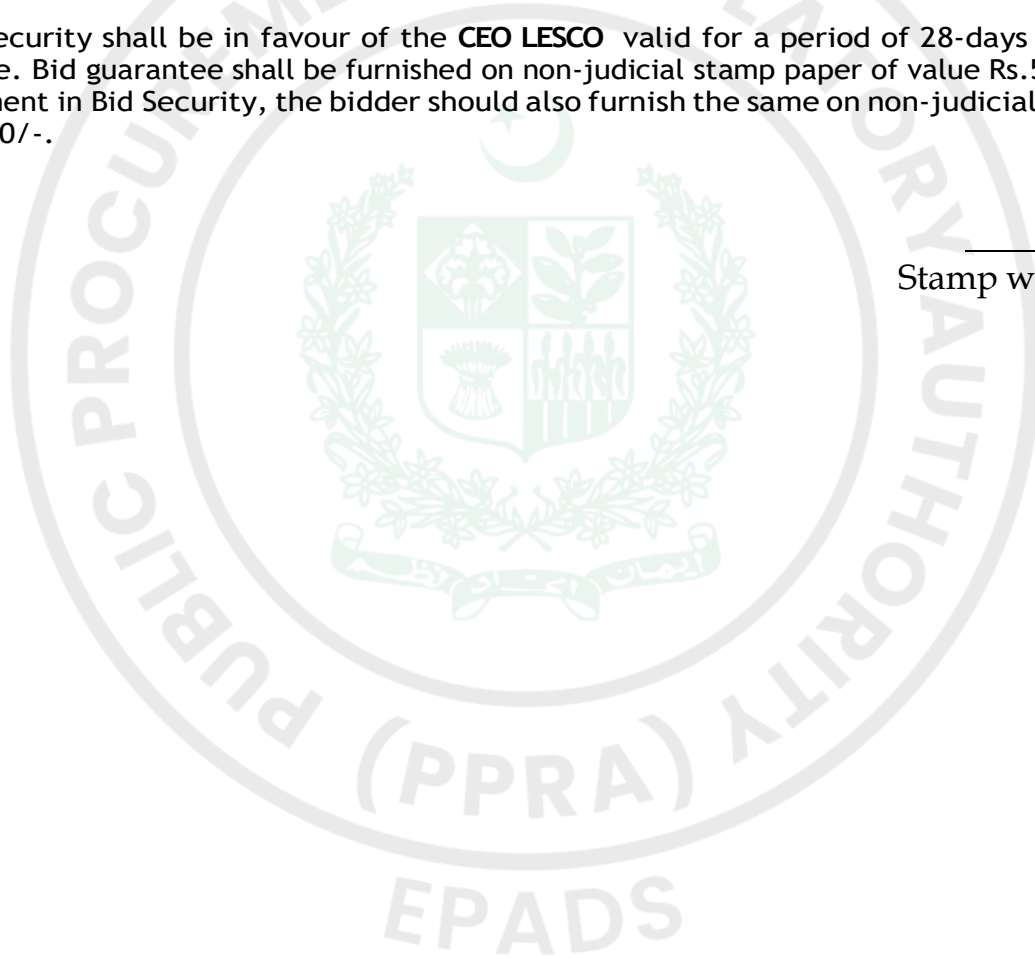 ecurity shall be in favour of the CEO LESCO valid for a period of 28-days
e. Bid guarantee shall be furnished on non-judicial stamp paper of value Rs.5
ment in Bid Security, the bidder should also furnish the same on non-judicial
0/-.
Stamp w
PUBLIC PROCUREMENT REGULATORY AUTHORITY
(PPRA)
EPADS